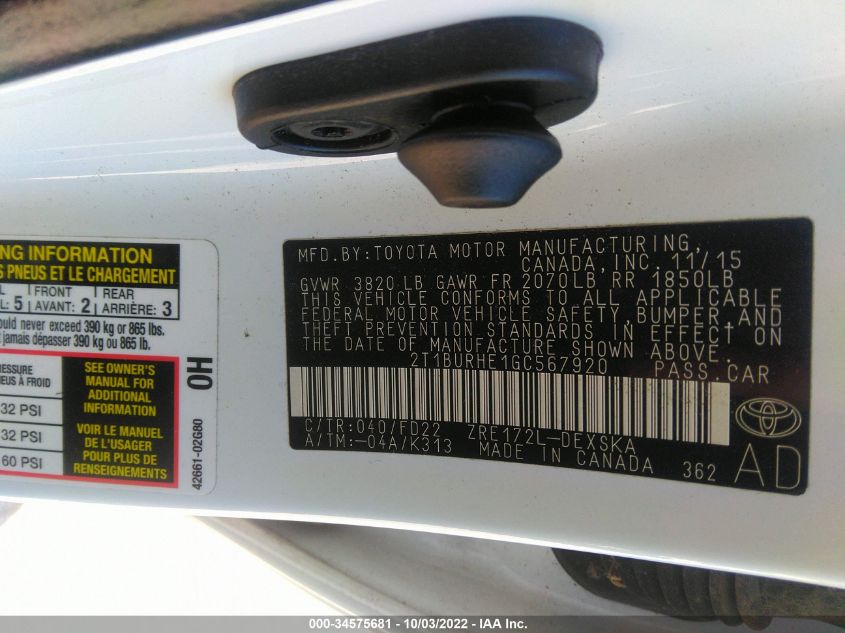 NG INFORMATION
S PNEUS ET LE CHARGEMENT
L: 5 FRONT AVANT: 2 REAR ARRIÈRE: 3
ould never exceed 390 kg or 865 lbs.
t jamais dépasser 390 kg ou 865 lb.
RESSURE
NEUS À FROID
32 PSI
32 PSI
60 PSI
SEE OWNER'S
MANUAL FOR
ADDITIONAL
INFORMATION
VOIR LE MANUEL
DE L'USAGER
POUR PLUS DE
RENSEIGNEMENTS
0H
42661-02G80
MFD.BY:TOYOTA MOTOR MANUFACTURING,
CANADA,INC. 11/15
GVWR 3820 LB GAWR FR 2070LB RR 1850LB
THIS VEHICLE CONFORMS TO ALL APPLICABLE
FEDERAL MOTOR VEHICLE SAFETY, BUMPER, AND
THEFT PREVENTION STANDARDS IN EFFECT ON
THE DATE OF MANUFACTURE SHOWN ABOVE.
2T1BURHE1GC567920 PASS.CAR
C/TR:040/FD22 ZRE172L-DEXSKA
A/TM:-04A/K313 MADE IN CANADA 362
AD
000-34575681 - 10/03/2022 - IAA Inc.